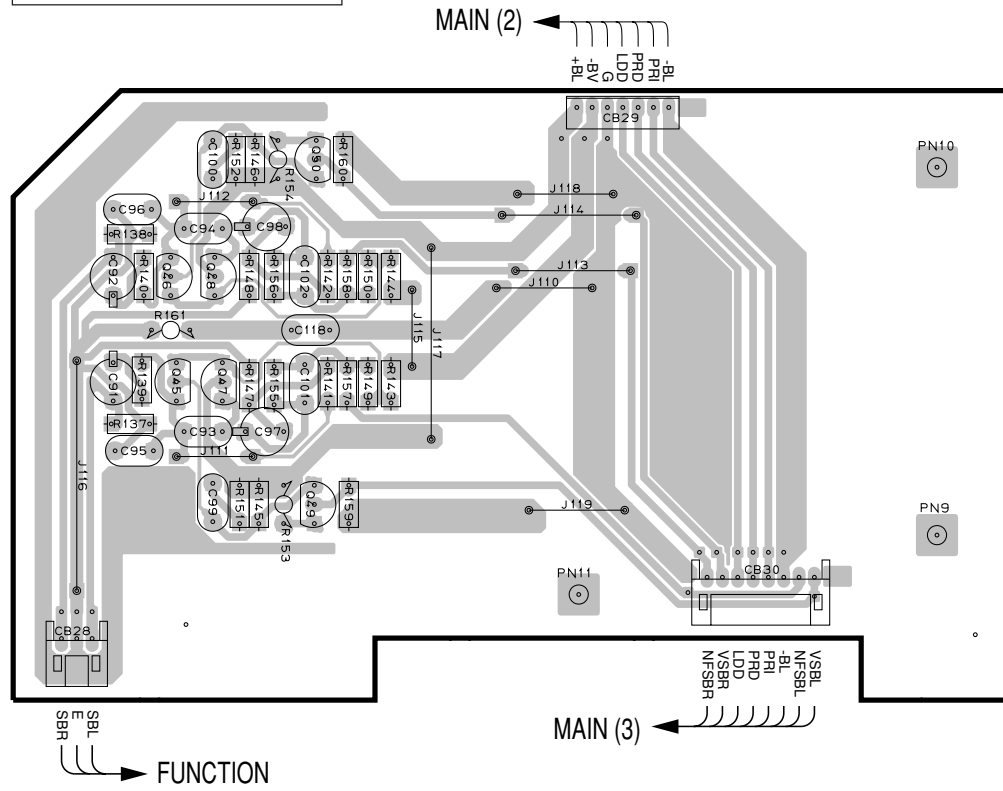 MAIN (2)
+BL
-BV
G
LDD
PRD
PRI
-BL
CB29
PN10
C100
R152
R146
R154
Q50
R160
J118
J112
J114
C96
C94
C98
R138
C92
R140
Q46
Q48
R148
R156
C102
R142
R158
R150
R144
J113
J110
R161
C118
J115
J117
C91
R139
Q45
Q47
R147
R155
C101
R141
R157
R149
R143
R137
C93
C97
C95
J111
J116
C99
R151
R145
R153
Q49
R159
J119
PN9
CB30
PN11
CB28
NFSBR
VSBR
LDD
PRD
PRI
-BL
NFSBL
VSBL
MAIN (3)
SBR
E
SBL
FUNCTION